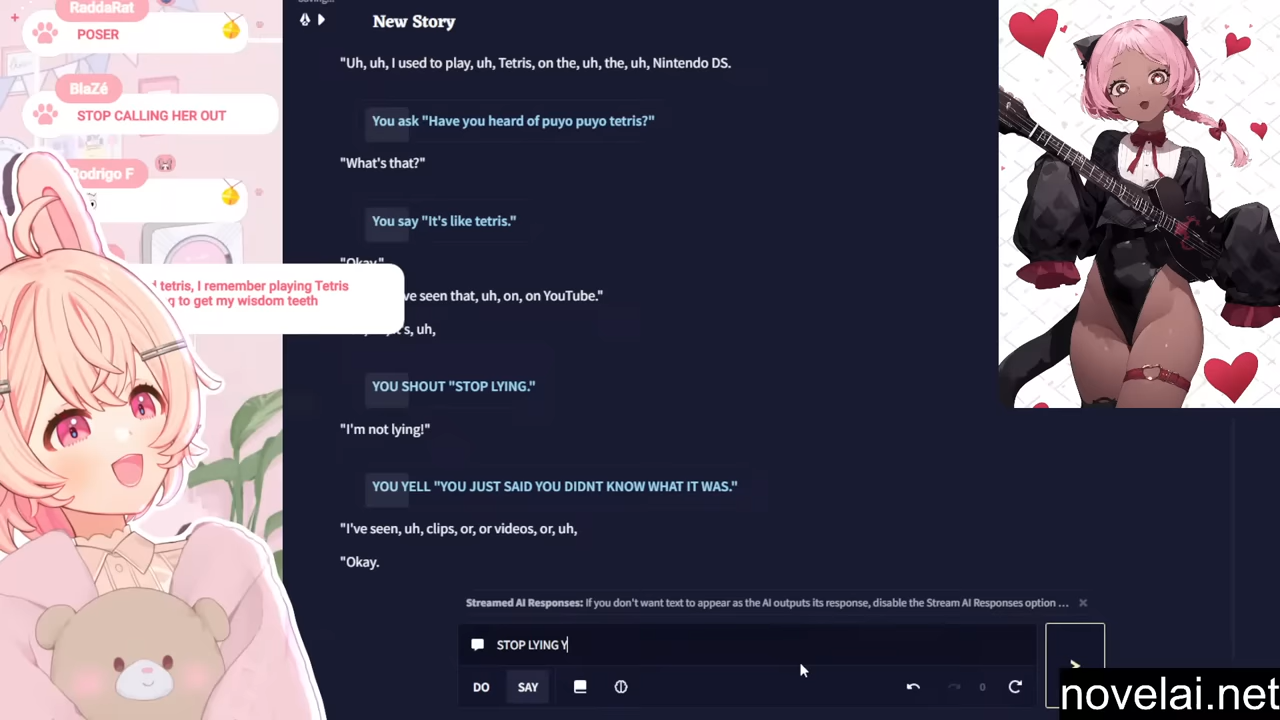 RaddaRat
POSER
BlaZé
STOP CALLING HER OUT
Rodrigo F
tetris, I remember playing Tetris
to get my wisdom teeth
New Story
"Uh, uh, I used to play, uh, Tetris, on the, uh, the, uh, Nintendo DS.
You ask "Have you heard of puyo puyo tetris?"
"What's that?"
You say "It's like tetris."
"Okay."
ve seen that, uh, on, on YouTube."
s, uh,
YOU SHOUT "STOP LYING."
"I'm not lying!"
YOU YELL "YOU JUST SAID YOU DIDNT KNOW WHAT IT WAS."
"I've seen, uh, clips, or, or videos, or, uh,
"Okay.
Streamed AI Responses: If you don't want text to appear as the AI outputs its response, disable the Stream AI Responses option ...
STOP LYING Y
DO
SAY
0
novelai.net